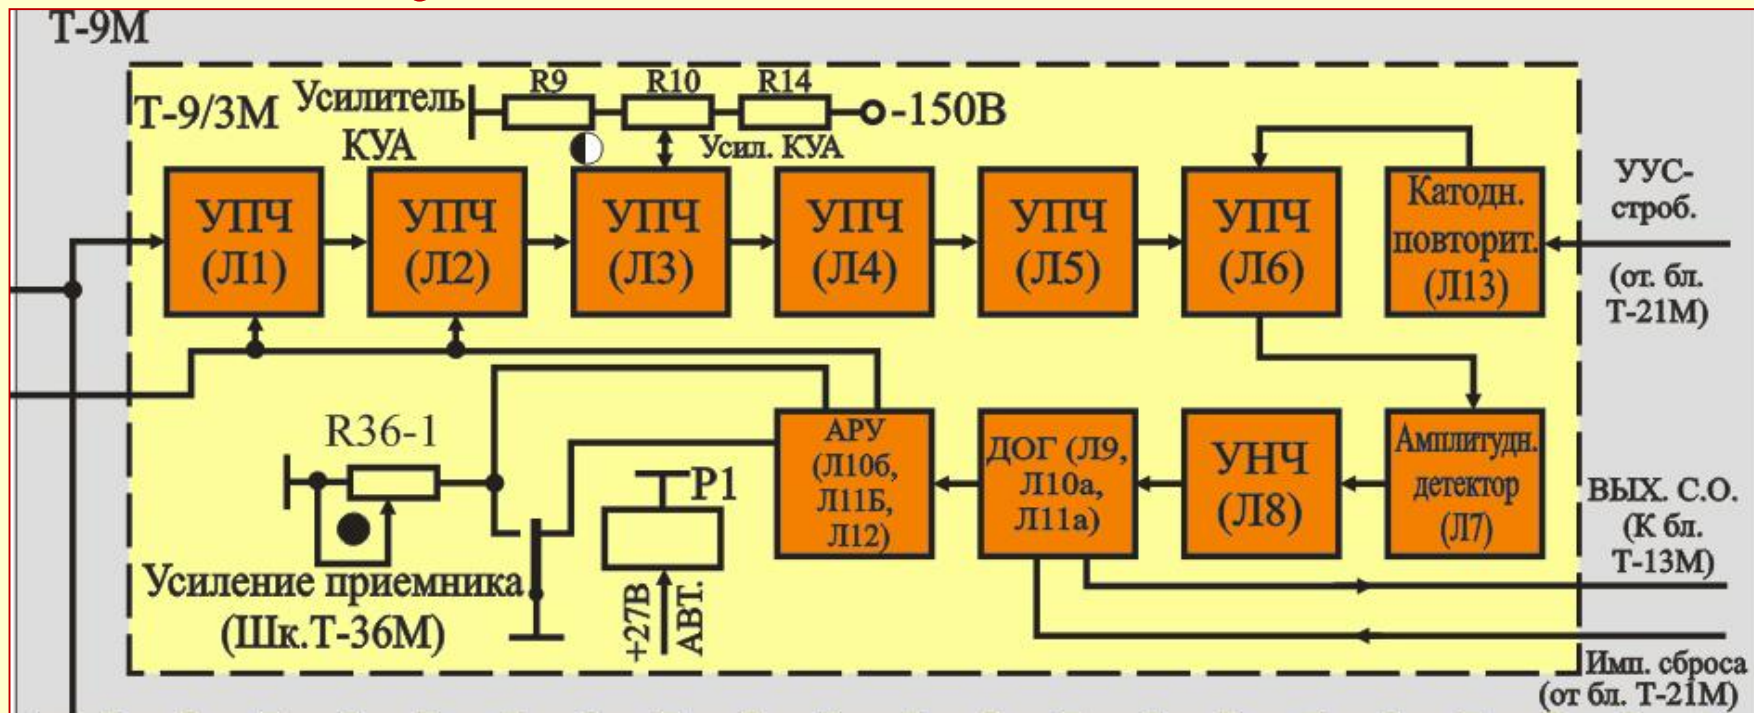 Т-9М
Т-9/3М
Усилитель
КУА
R9
R10
R14
-150В
Усил. КУА
УПЧ
(Л1)
УПЧ
(Л2)
УПЧ
(Л3)
УПЧ
(Л4)
УПЧ
(Л5)
УПЧ
(Л6)
Катодн.
повторит.
(Л13)
УУС-
строб.
(от. бл.
Т-21М)
R36-1
Усиление приемника
(Шк.Т-36М)
Р1
+27В
АВТ.
АРУ
(Л10б,
Л11Б,
Л12)
ДОГ (Л9,
Л10а,
Л11а)
УНЧ
(Л8)
Амплитудн.
детектор
(Л7)
ВЫХ. С.О.
(К бл.
Т-13М)
Имп. сброса
(от бл. Т-21М)